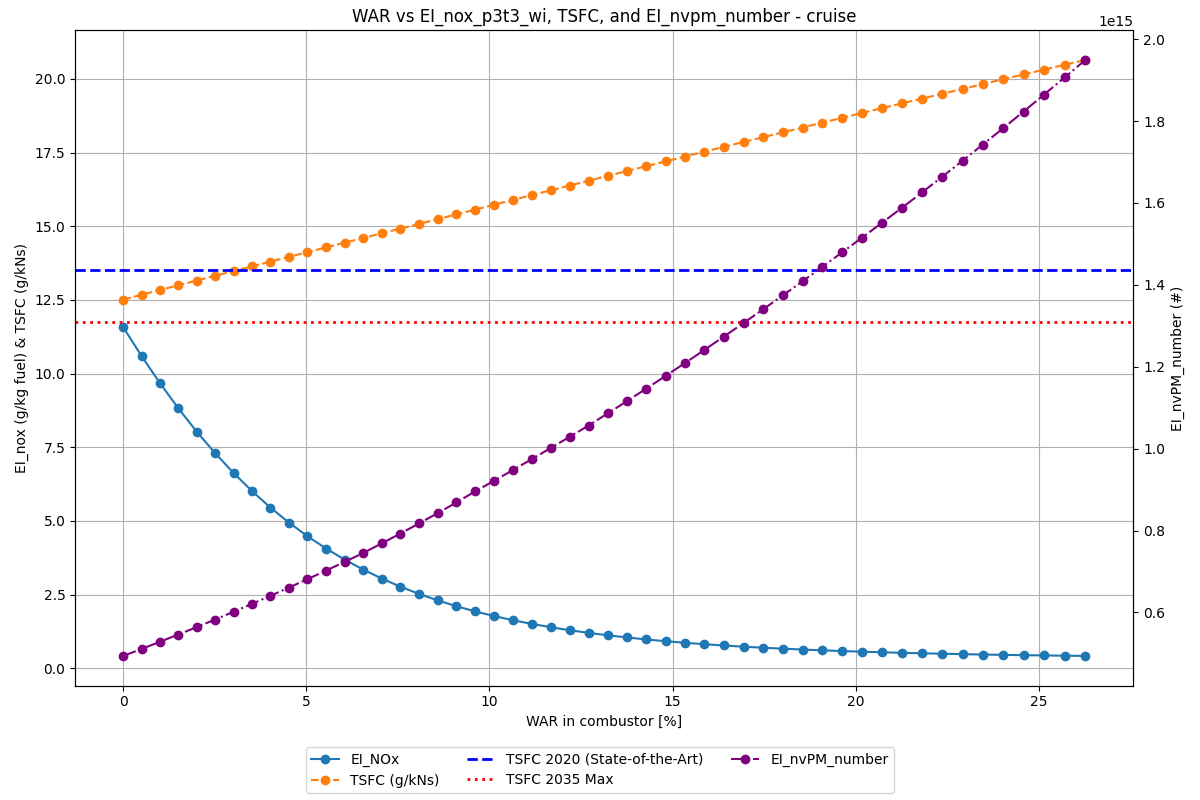 WAR vs EI_nox_p3t3_wi, TSFC, and EI_nvpm_number - cruise
1e15
EI_nox (g/kg fuel) & TSFC (g/kNs)
20.0
17.5
15.0
12.5
10.0
7.5
5.0
2.5
0.0
2.0
1.8
1.6
1.4
1.2
1.0
0.8
0.6
EI_nvPM_number (#)
0 5 10 15 20 25
WAR in combustor [%]
EI_NOx
TSFC (g/kNs)
TSFC 2020 (State-of-the-Art)
TSFC 2035 Max
EI_nvPM_number